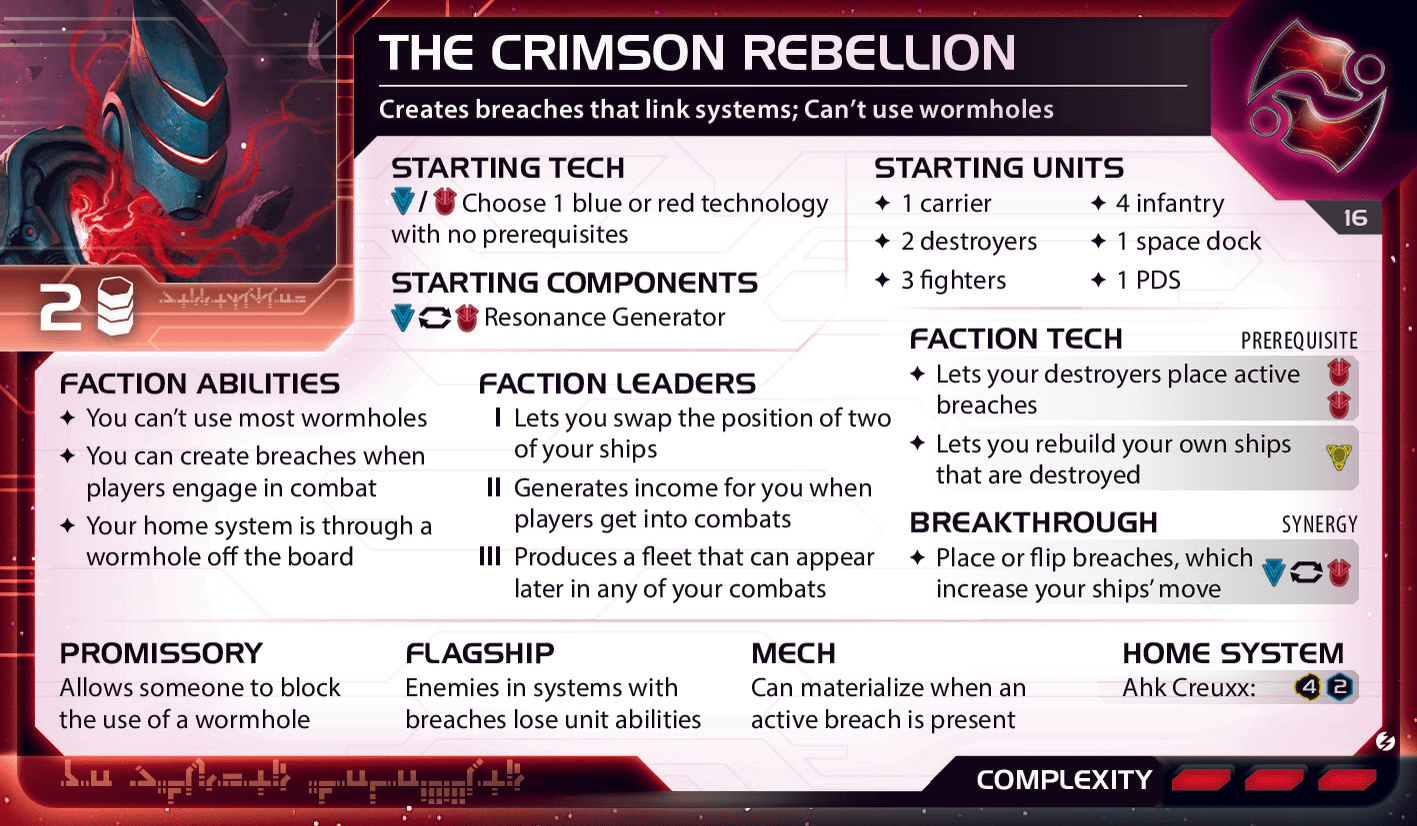 THE CRIMSON REBELLION
Creates breaches that link systems; Can't use wormholes
16
2
STARTING TECH
/ Choose 1 blue or red technology
with no prerequisites
STARTING COMPONENTS
Resonance Generator
STARTING UNITS
1 carrier
2 destroyers
3 fighters
4 infantry
1 space dock
1 PDS
FACTION ABILITIES
You can't use most wormholes
You can create breaches when
players engage in combat
Your home system is through a
wormhole off the board
FACTION LEADERS
I Lets you swap the position of two
of your ships
II Generates income for you when
players get into combats
III Produces a fleet that can appear
later in any of your combats
FACTION TECH PREREQUISITE
Lets your destroyers place active
breaches
Lets you rebuild your own ships
that are destroyed
BREAKTHROUGH SYNERGY
Place or flip breaches, which
increase your ships' move
PROMISSORY
Allows someone to block
the use of a wormhole
FLAGSHIP
Enemies in systems with
breaches lose unit abilities
MECH
Can materialize when an
active breach is present
HOME SYSTEM
Ahk Creuxx: 4 2
COMPLEXITY